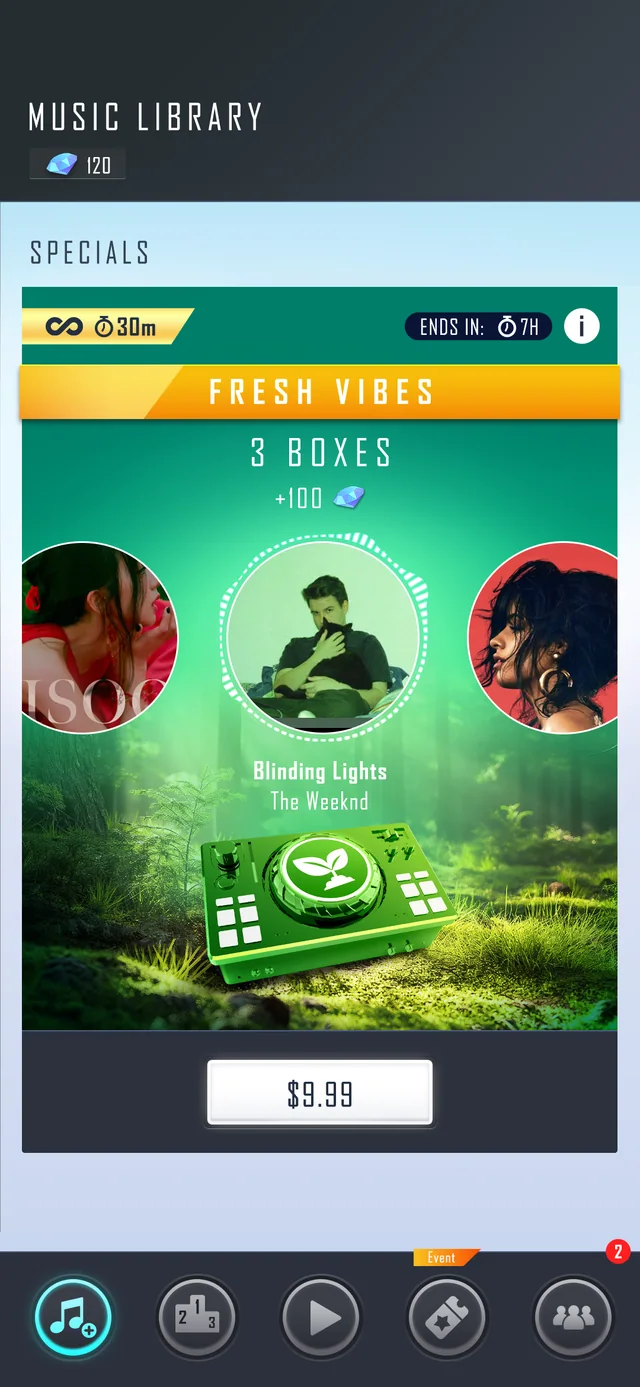 MUSIC LIBRARY
120
SPECIALS
30m
ENDS IN: 7H
i
FRESH VIBES
3 BOXES
+100
ISOO
Blinding Lights
The Weeknd
$9.99
Event
2
2 1 3